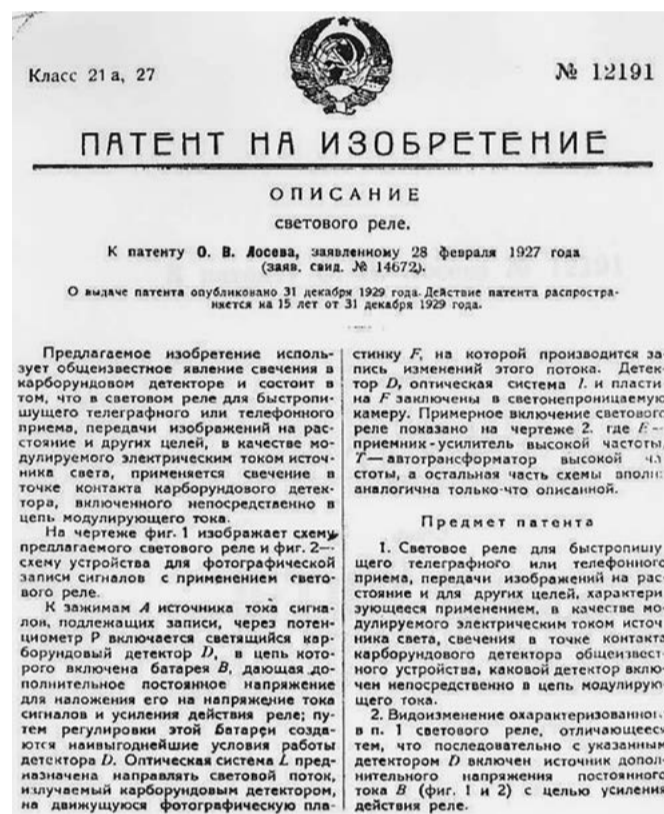 Класс 21 а, 27
№ 12191
ПАТЕНТ НА ИЗОБРЕТЕНИЕ
ОПИСАНИЕ
светового реле.
К патенту О. В. Лосева, заявленному 28 февраля 1927 года
(заяв. свид. № 14672).
О выдаче патента опубликовано 31 декабря 1929 года. Действие патента распростра-
няется на 15 лет от 31 декабря 1929 года.
Предлагаемое изобретение исполь-
зует общеизвестное явление свечения в
карборундовом детекторе и состоит в
том, что в световом реле для быстропи-
шущего телеграфного или телефонного
приема, передачи изображений на рас-
стояние и других целей, в качестве мо-
дулируемого электрическим током источ-
ника света, применяется свечение в
точке контакта карборундового детек-
тора, включенного непосредственно в
цепь модулирующего тока.
На чертеже фиг. 1 изображает схему
предлагаемого светового реле и фиг. 2—
схему устройства для фотографической
записи сигналов с применением свето-
вого реле.
К зажимам A источника тока сигна-
лов, подлежащих записи, через потен-
циометр P включается светящийся кар-
борундовый детектор D, в цепь кото-
рого включена батарея B, дающая до-
полнительное постоянное напряжение
для наложения его на напряжение тока
сигналов и усиления действия реле; пу-
тем регулировки этой батареи созда-
ются наивыгоднейшие условия работы
детектора D. Оптическая система L пред-
назначена направлять световой поток,
излучаемый карборундовым детектором,
на движущуюся фотографическую пла-
стинку F, на которой производится за-
пись изменений этого потока. Детек-
тор D, оптическая система L и пласти-
на F заключены в светонепроницаемую
камеру. Примерное включение светового
реле показано на чертеже 2, где E—
приемник-усилитель высокой частоты,
T—автотрансформатор высокой ча
стоты, а остальная часть схемы вполне
аналогична только-что описанной.
Предмет патента
1. Световое реле для быстропишу
щего телеграфного или телефонного
приема, передачи изображений на рас
стояние и для других целей, характери
зующееся применением, в качестве мо
дулируемого электрическим током источ
ника света, свечения в точке контакта
карборундового детектора общеизвест
ного устройства, каковой детектор вклю
чен непосредственно в цепь модулирую
щего тока.
2. Видоизменение охарактеризованного
в п. 1 светового реле, отличающееся
тем, что последовательно с указанным
детектором D включен источник допол
нительного напряжения постоянного
тока B (фиг. 1 и 2) с целью усиления
действия реле.